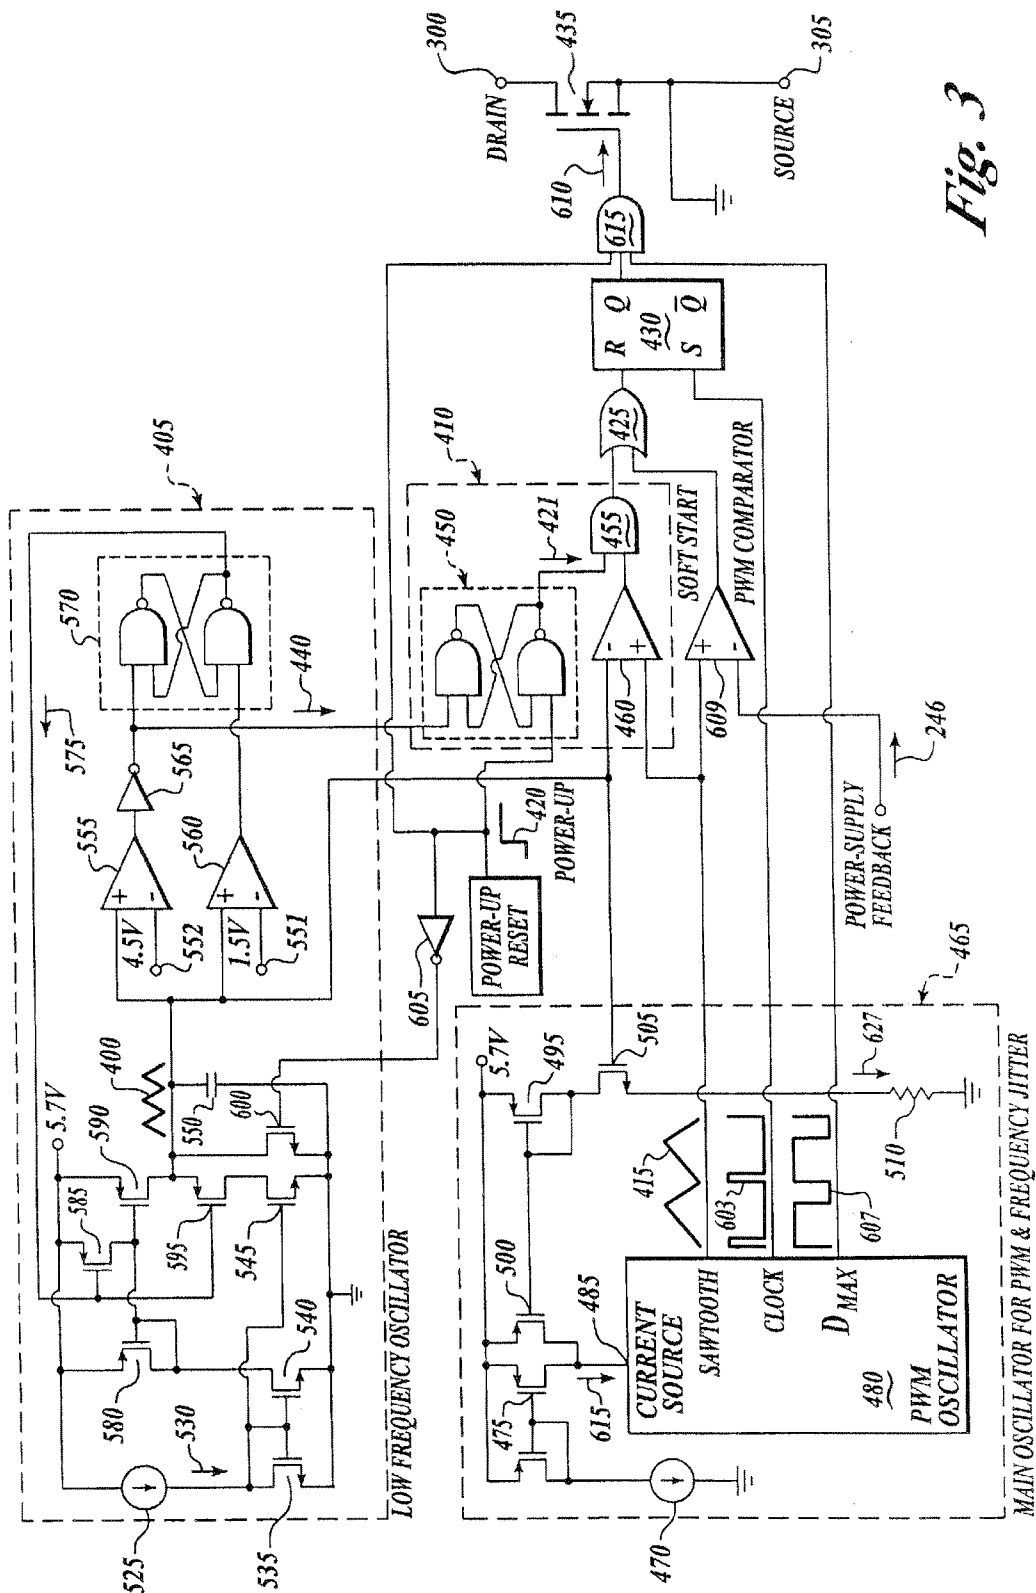 405
5.7V
590
400
585
580
530
525
535
540
545
595
550
600
4.5V
552
1.5V
551
555
560
565
575
570
440
LOW FREQUENCY OSCILLATOR
605
POWER-UP
RESET
420
POWER-UP
410
450
421
455
460
SOFT START
425
609
PWM COMPARATOR
R Q
430
S Q̅
615
610
DRAIN
300
435
SOURCE
305
POWER-SUPPLY
FEEDBACK
246
465
5.7V
495
505
500
475
485
615
470
415
603
607
627
510
CURRENT
SOURCE
SAWTOOTH
CLOCK
DMAX
480
PWM
OSCILLATOR
MAIN OSCILLATOR FOR PWM & FREQUENCY JITTER
Fig. 3